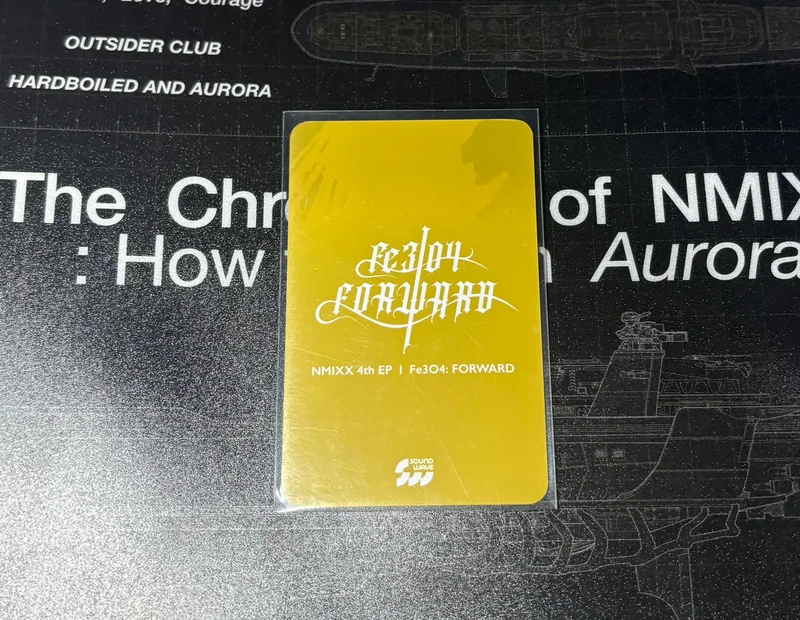 Courage
OUTSIDER CLUB
HARDBOILED AND AURORA
The Chr of NMIX
: How Aurora
Fe3O4
FORWARD
NMIXX 4th EP | Fe3O4: FORWARD
SOUND
WAVE